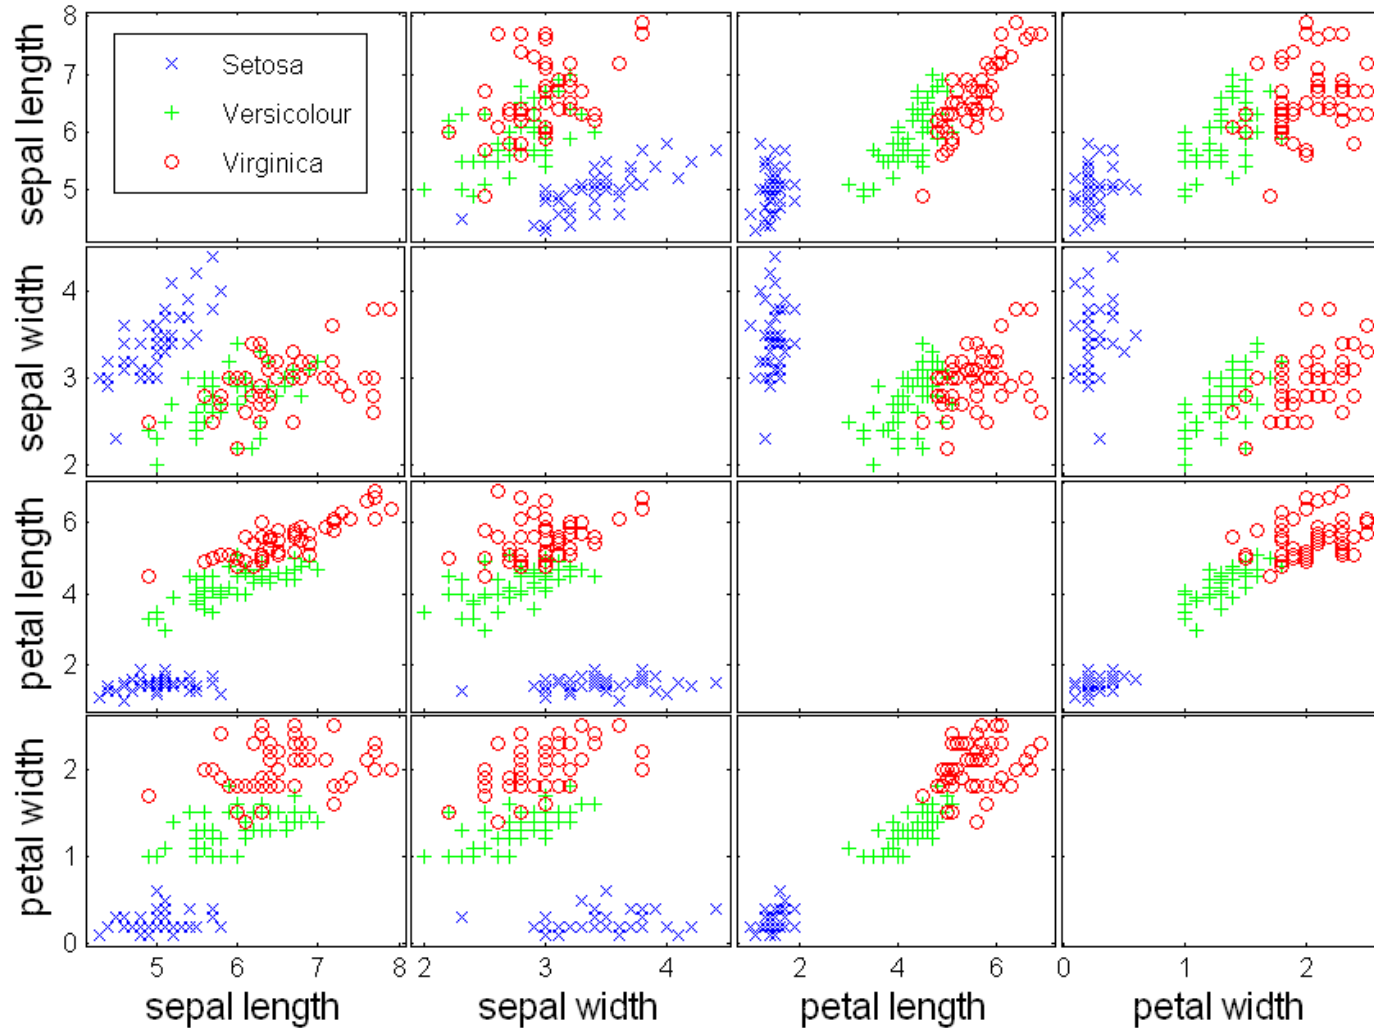 8
7
6
5
sepal length
Setosa
Versicolour
Virginica
4
3
2
sepal width
6
4
2
petal length
2
1
0
petal width
5 6 7 8 2 3 4 2 4 6 0 1 2
sepal length sepal width petal length petal width